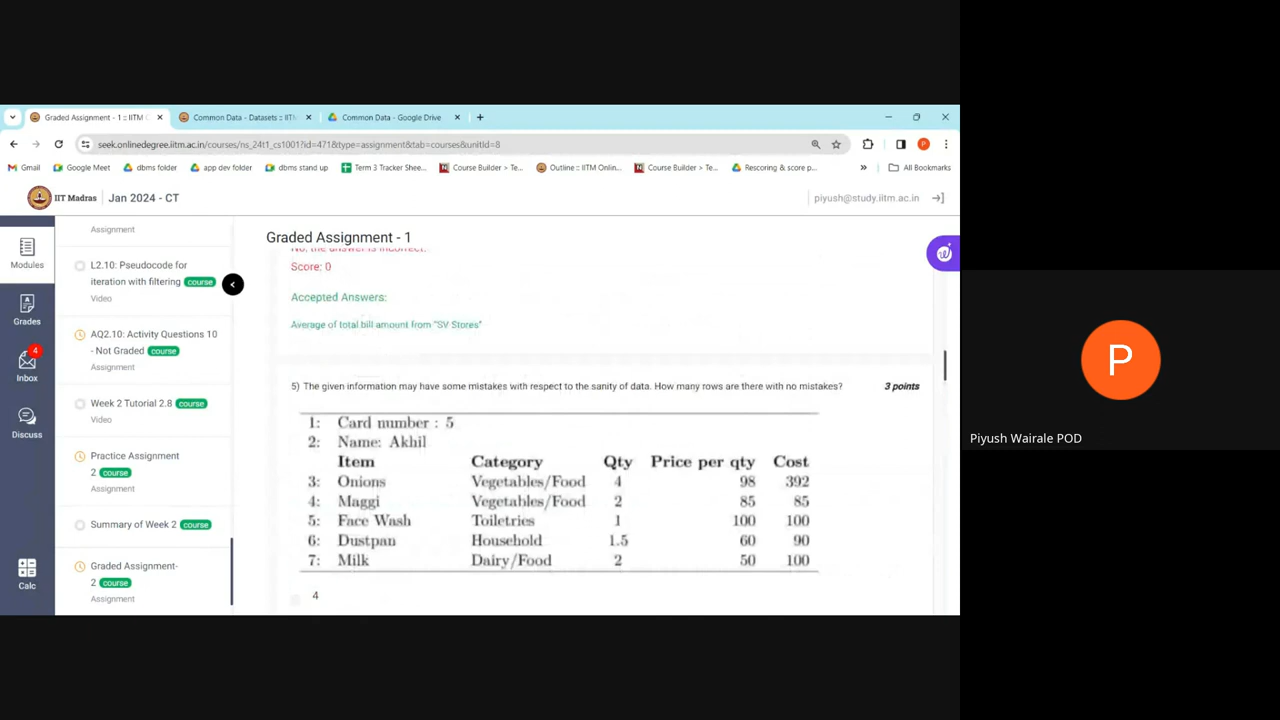 Graded Assignment - 1 :: IITM
Common Data - Datasets :: IITM
Common Data - Google Drive
seek.onlinedegree.iitm.ac.in/courses/ns_24t1_cs1001?id=471&type=assignment&tab=courses&unitId=8
Gmail
Google Meet
dbms folder
app dev folder
dbms stand up
Term 3 Tracker Shee...
Course Builder > Te...
Outline :: IITM Onlin...
Course Builder > Te...
Rescoring & score p...
»
All Bookmarks
IIT Madras
Jan 2024 - CT
piyush@study.iitm.ac.in
Modules
Grades
4
Inbox
Discuss
Calc
Assignment
L2.10: Pseudocode for
iteration with filtering course
Video
AQ2.10: Activity Questions 10
- Not Graded course
Assignment
Week 2 Tutorial 2.8 course
Video
Practice Assignment
2 course
Assignment
Summary of Week 2 course
Graded Assignment-
2 course
Assignment
Graded Assignment - 1
No, the answer is incorrect.
Score: 0
Accepted Answers:
Average of total bill amount from "SV Stores"
5) The given information may have some mistakes with respect to the sanity of data. How many rows are there with no mistakes? 3 points
1: Card number : 5
2: Name: Akhil
Item Category Qty Price per qty Cost
3: Onions Vegetables/Food 4 98 392
4: Maggi Vegetables/Food 2 85 85
5: Face Wash Toiletries 1 100 100
6: Dustpan Household 1.5 60 90
7: Milk Dairy/Food 2 50 100
4
P
Piyush Wairale POD